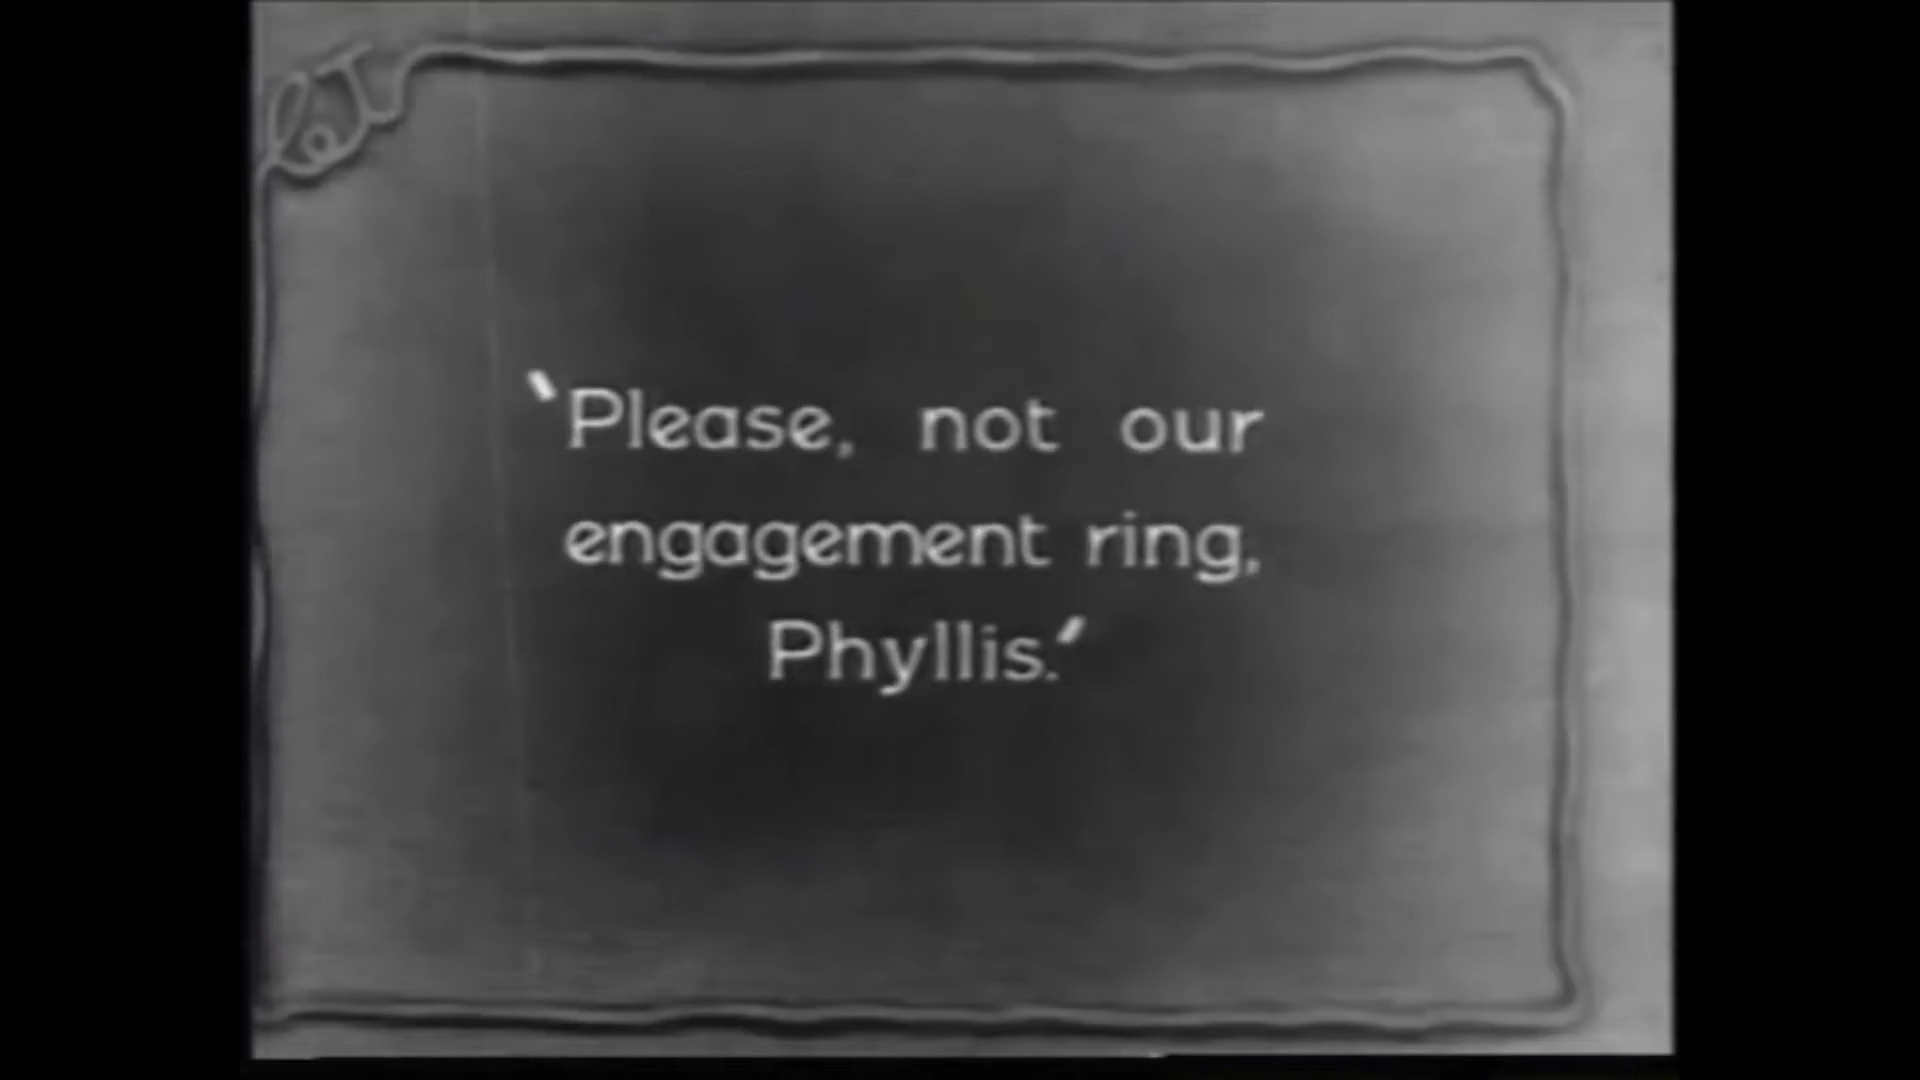 ‵Please, not our
engagement ring,
Phyllis.′